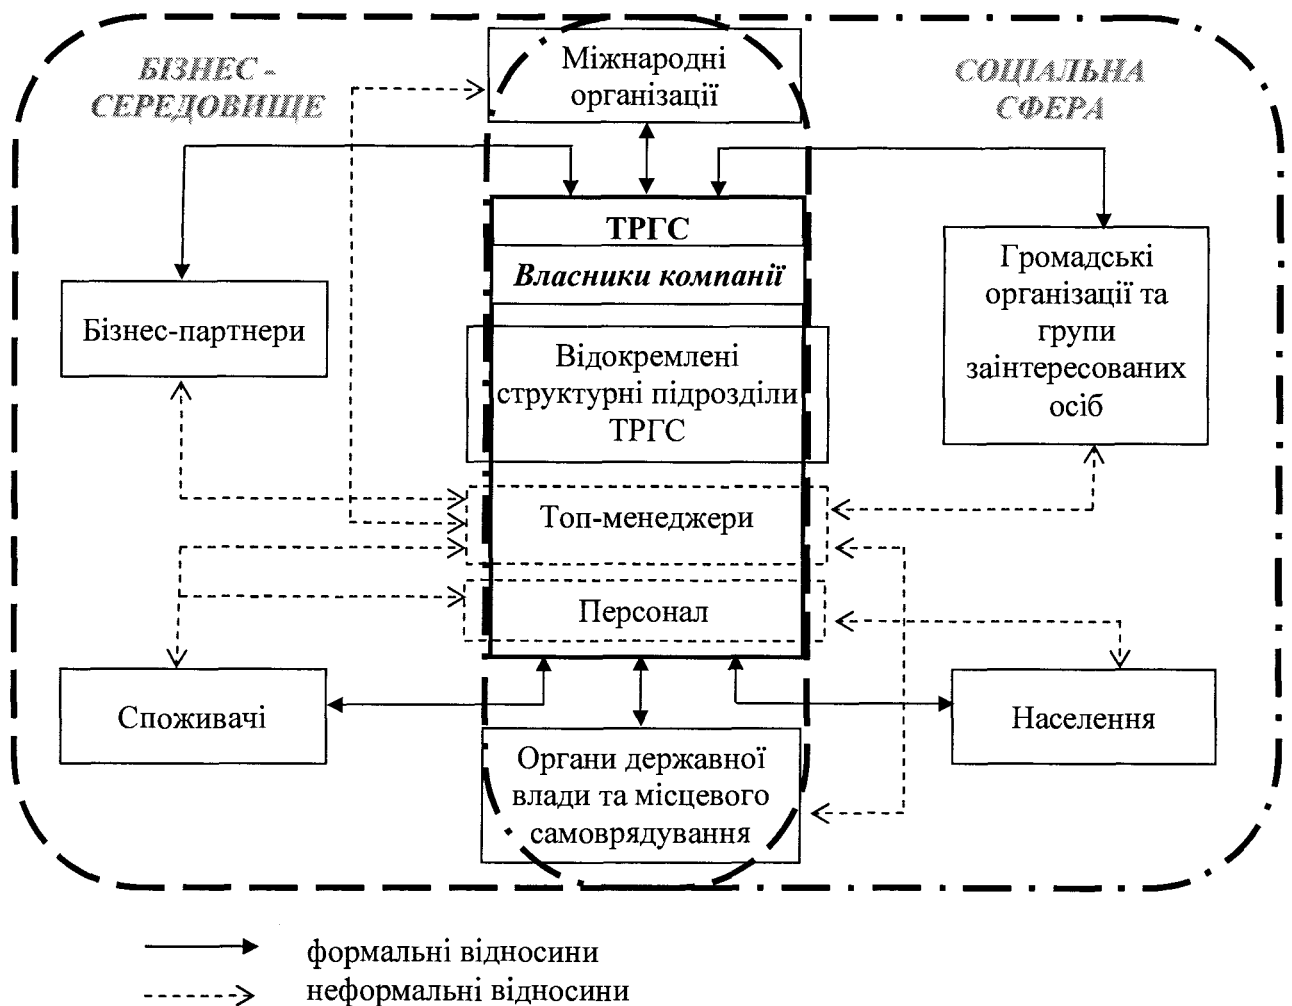 БІЗНЕС -
СЕРЕДОВИЩЕ
Міжнародні
організації
СОЦІАЛЬНА
СФЕРА
ТРГС
Власники компанії
Бізнес-партнери
Відокремлені
структурні підрозділи
ТРГС
Громадські
організації та
групи
заінтересованих
осіб
Топ-менеджери
Персонал
Споживачі
Населення
Органи державної
влади та місцевого
самоврядування
формальні відносини
неформальні відносини